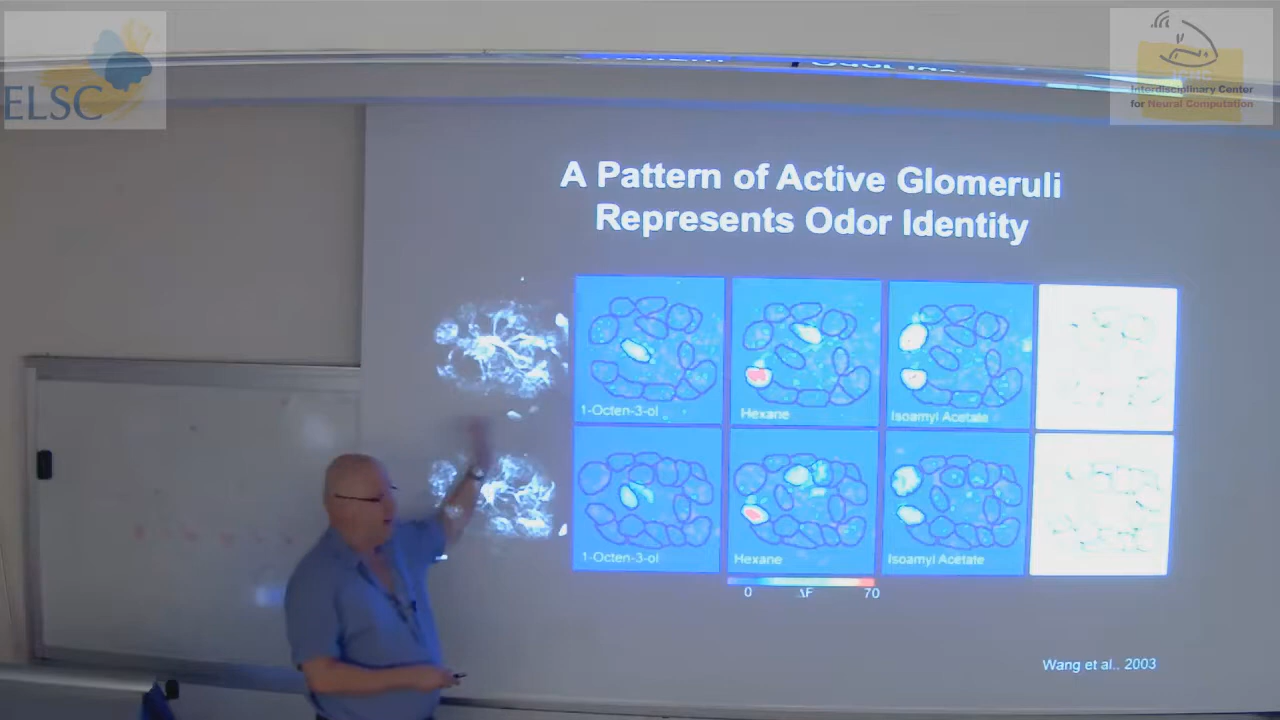 ELSC
Interdisciplinary Center
for Neural Computation
A Pattern of Active Glomeruli
Represents Odor Identity
1-Octen-3-ol
Hexane
Isoamyl Acetate
1-Octen-3-ol
Hexane
Isoamyl Acetate
0 ΔF 70
Wang et al., 2003